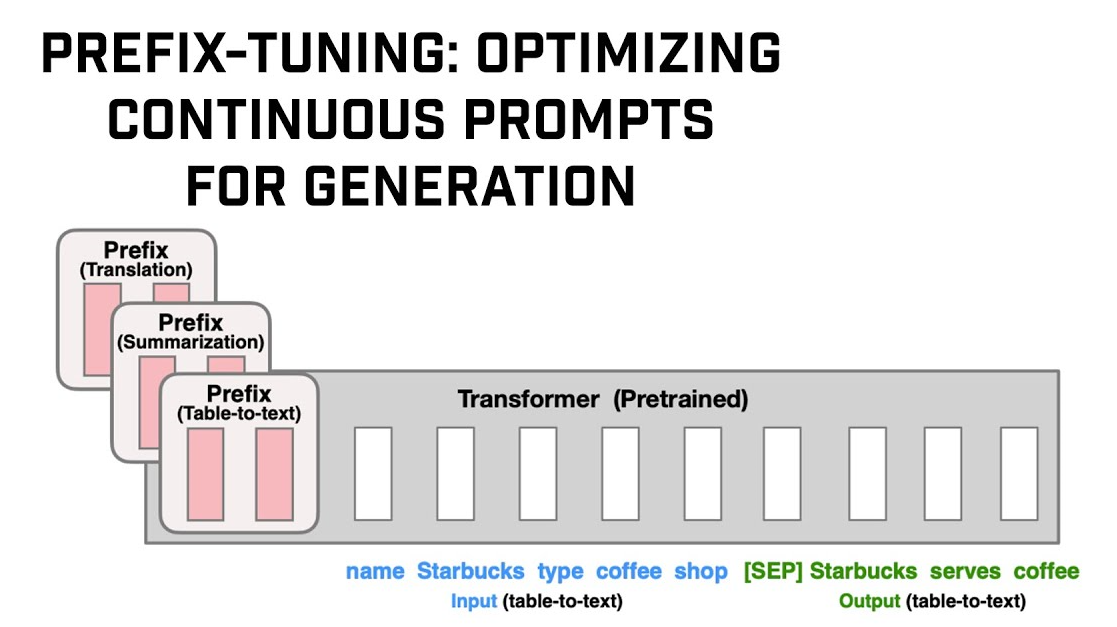 PREFIX-TUNING: OPTIMIZING
CONTINUOUS PROMPTS
FOR GENERATION
Prefix
(Translation)
Prefix
(Summarization)
Prefix
(Table-to-text)
Transformer (Pretrained)
name Starbucks type coffee shop [SEP] Starbucks serves coffee
Input (table-to-text) Output (table-to-text)